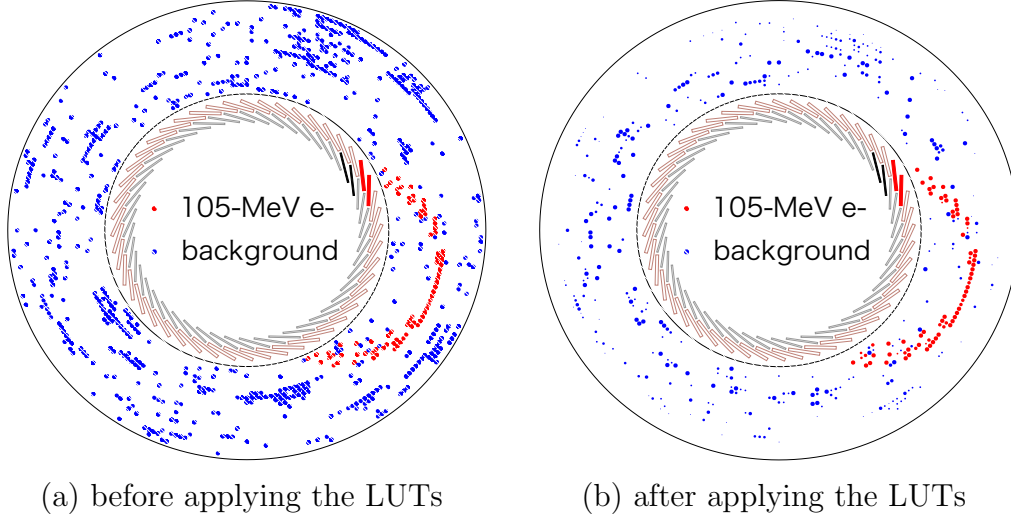 105-MeV e-
background
105-MeV e-
background
(a) before applying the LUTs
(b) after applying the LUTs